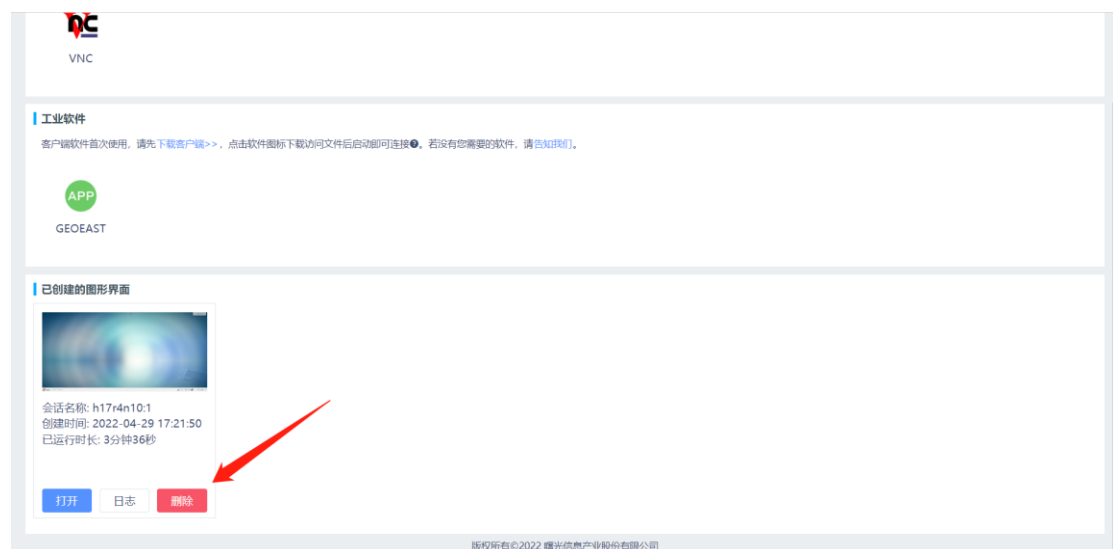 VNC
VNC
工业软件
客户端软件首次使用，请先下载客户端>>，点击软件图标下载访问文件后启动即可连接?。若没有您需要的软件，请告知我们。
APP
GEOEAST
已创建的图形界面
会话名称: h17r4n10:1
创建时间: 2022-04-29 17:21:50
已运行时长: 3分钟36秒
打开 日志 删除
版权所有©2022 曙光信息产业股份有限公司